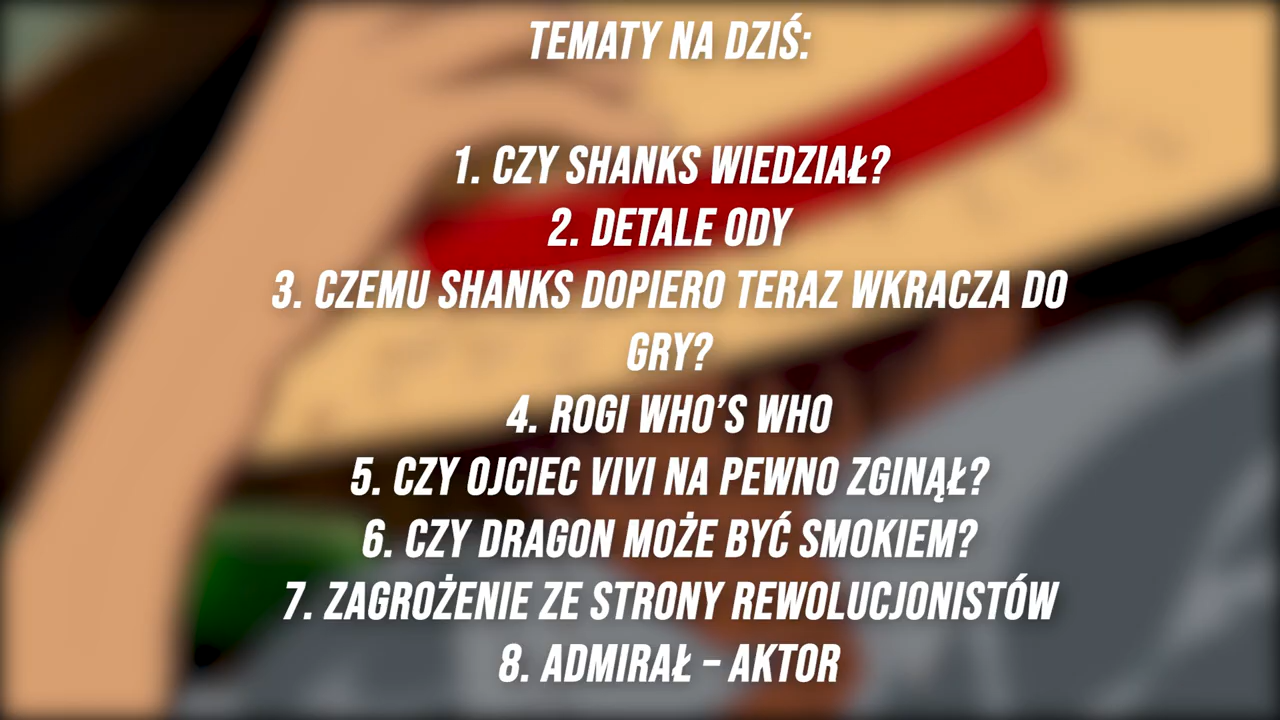 TEMATY NA DZIŚ:
1. CZY SHANKS WIEDZIAŁ?
2. DETALE ODY
3. CZEMU SHANKS DOPIERO TERAZ WKRACZA DO
GRY?
4. ROGI WHO'S WHO
5. CZY OJCIEC VIVI NA PEWNO ZGINĄŁ?
6. CZY DRAGON MOŻE BYĆ SMOKIEM?
7. ZAGROŻENIE ZE STRONY REWOLUCJONISTÓW
8. ADMIRAŁ – AKTOR